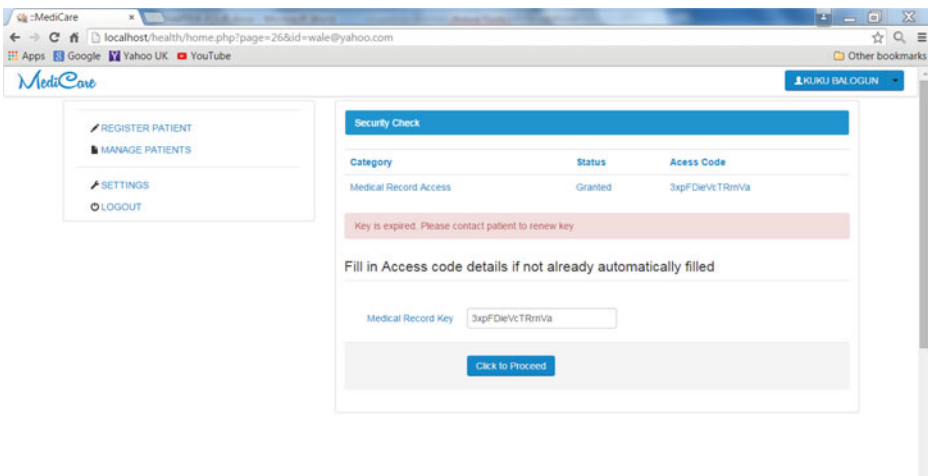 ::MediCare
localhost/health/home.php?page=26&id=wale@yahoo.com
Apps Google Yahoo UK YouTube Other bookmarks
MediCare KUKU BALOGUN
REGISTER PATIENT
MANAGE PATIENTS
SETTINGS
LOGOUT
Security Check
Category Status Acess Code
Medical Record Access Granted 3xpFDieVcTRrnVa
Key is expired. Please contact patient to renew key
Fill in Access code details if not already automatically filled
Medical Record Key 3xpFDieVcTRrnVa
Click to Proceed